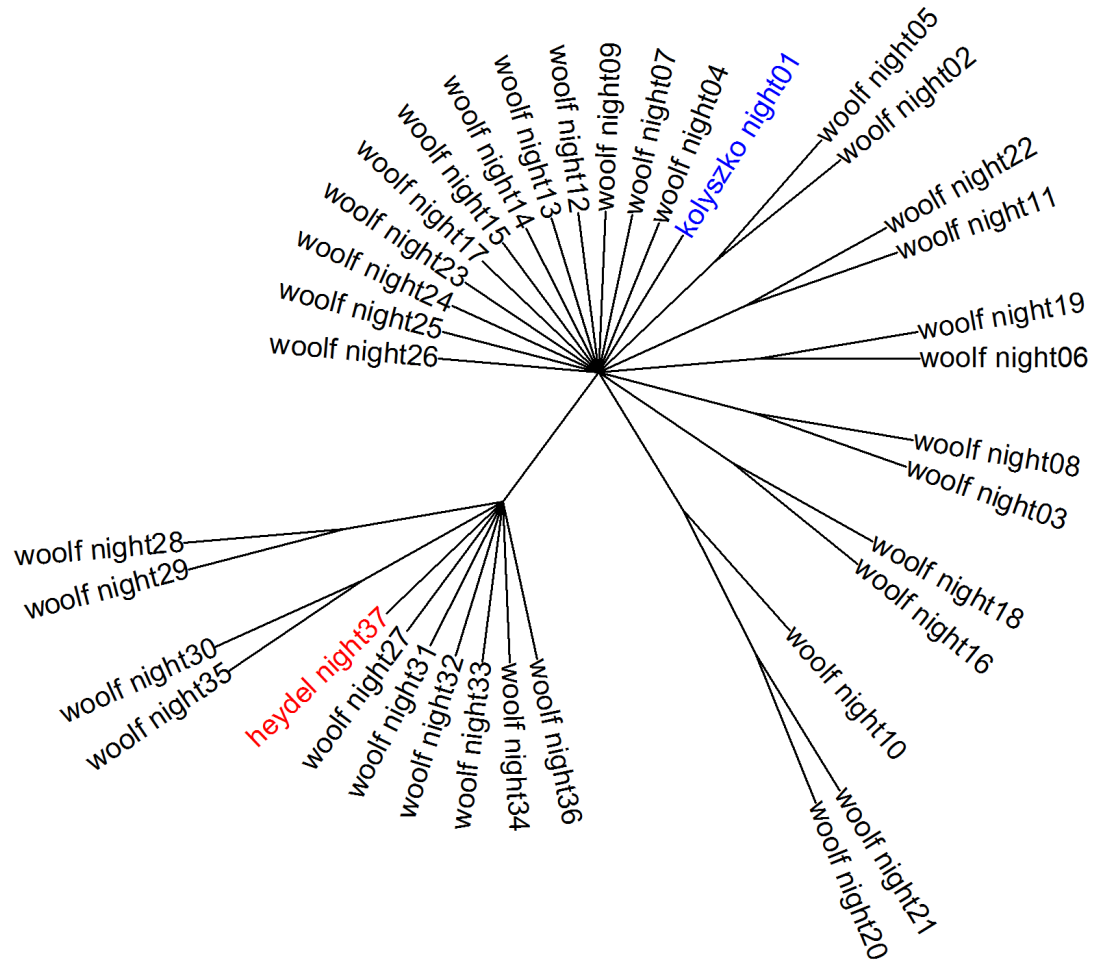 woolf night05
woolf night02
woolf night22
woolf night11
woolf night19
woolf night06
woolf night08
woolf night03
woolf night18
woolf night16
woolf night10
woolf night21
woolf night20
woolf night36
woolf night34
woolf night33
woolf night32
woolf night31
woolf night27
heydel night37
woolf night35
woolf night30
woolf night29
woolf night28
woolf night26
woolf night25
woolf night24
woolf night23
woolf night17
woolf night15
woolf night14
woolf night13
woolf night12
woolf night09
woolf night07
woolf night04
kolyszko night01